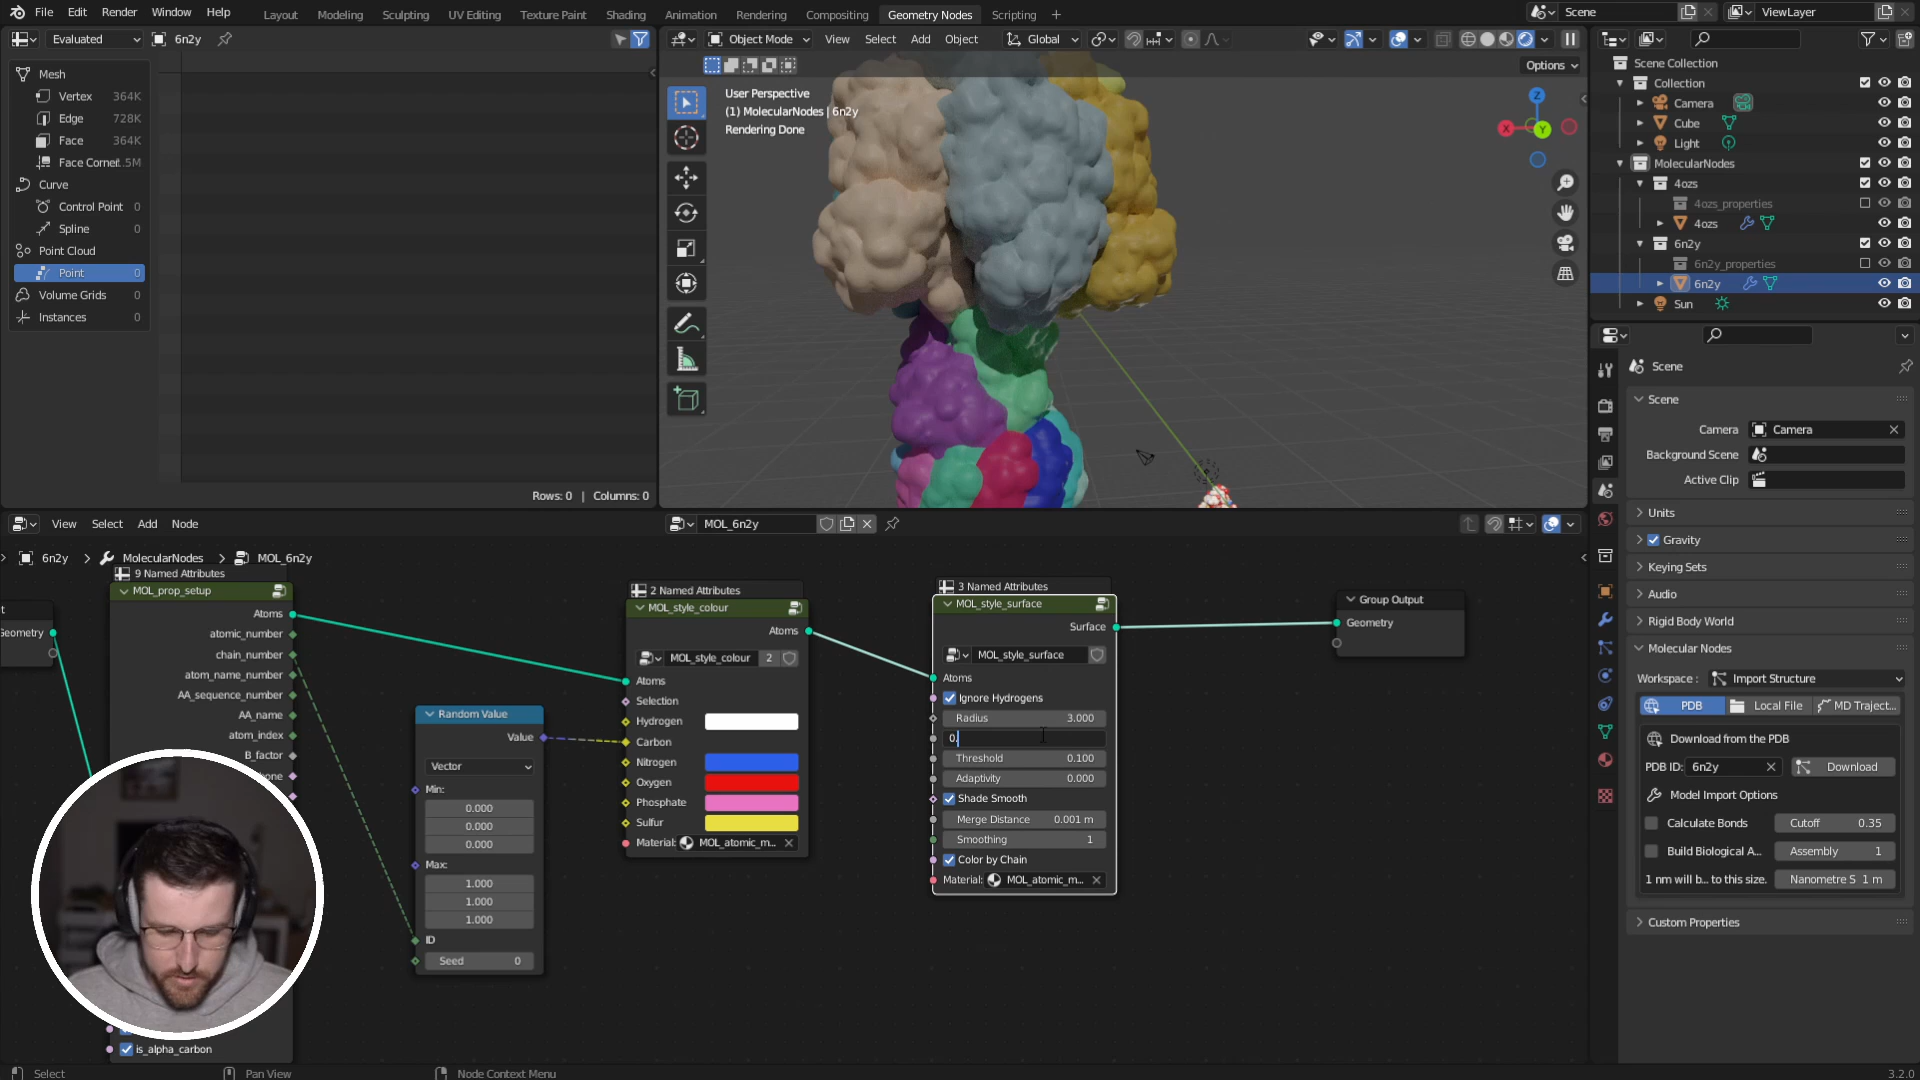 File Edit Render Window Help
Layout Modeling Sculpting UV Editing Texture Paint Shading Animation Rendering Compositing Geometry Nodes Scripting +
Scene
ViewLayer
Evaluated
6n2y
Mesh
Vertex 364K
Edge 728K
Face 364K
Face Corner 1.5M
Curve
Control Point 0
Spline 0
Point Cloud
Point 0
Volume Grids 0
Instances 0
Rows: 0 | Columns: 0
Object Mode View Select Add Object Global
Options
User Perspective
(1) MolecularNodes | 6n2y
Rendering Done
Z
X
Y
Scene Collection
Collection
Camera
Cube
Light
MolecularNodes
4ozs
4ozs_properties
4ozs
6n2y
6n2y_properties
6n2y
Sun
Scene
Scene
Camera Camera
Background Scene
Active Clip
Units
Gravity
Keying Sets
Audio
Rigid Body World
Molecular Nodes
Workspace : Import Structure
PDB Local File MD Traject...
Download from the PDB
PDB ID: 6n2y Download
Model Import Options
Calculate Bonds Cutoff 0.35
Build Biological A... Assembly 1
1 nm will b... to this size. Nanometre S 1 m
Custom Properties
View Select Add Node
MOL_6n2y
6n2y > MolecularNodes > MOL_6n2y
Geometry
9 Named Attributes
MOL_prop_setup
Atoms
atomic_number
chain_number
atom_name_number
AA_sequence_number
AA_name
atom_index
B_factor
is_alpha_carbon
Random Value
Value
Vector
Min:
0.000
0.000
0.000
Max:
1.000
1.000
1.000
ID
Seed 0
2 Named Attributes
MOL_style_colour
Atoms
MOL_style_colour 2
Atoms
Selection
Hydrogen
Carbon
Nitrogen
Oxygen
Phosphate
Sulfur
Material: MOL_atomic_m...
3 Named Attributes
MOL_style_surface
Surface
MOL_style_surface
Atoms
Ignore Hydrogens
Radius 3.000
0.
Threshold 0.100
Adaptivity 0.000
Shade Smooth
Merge Distance 0.001 m
Smoothing 1
Color by Chain
Material: MOL_atomic_m...
Group Output
Geometry
Select Pan View Node Context Menu 3.2.0